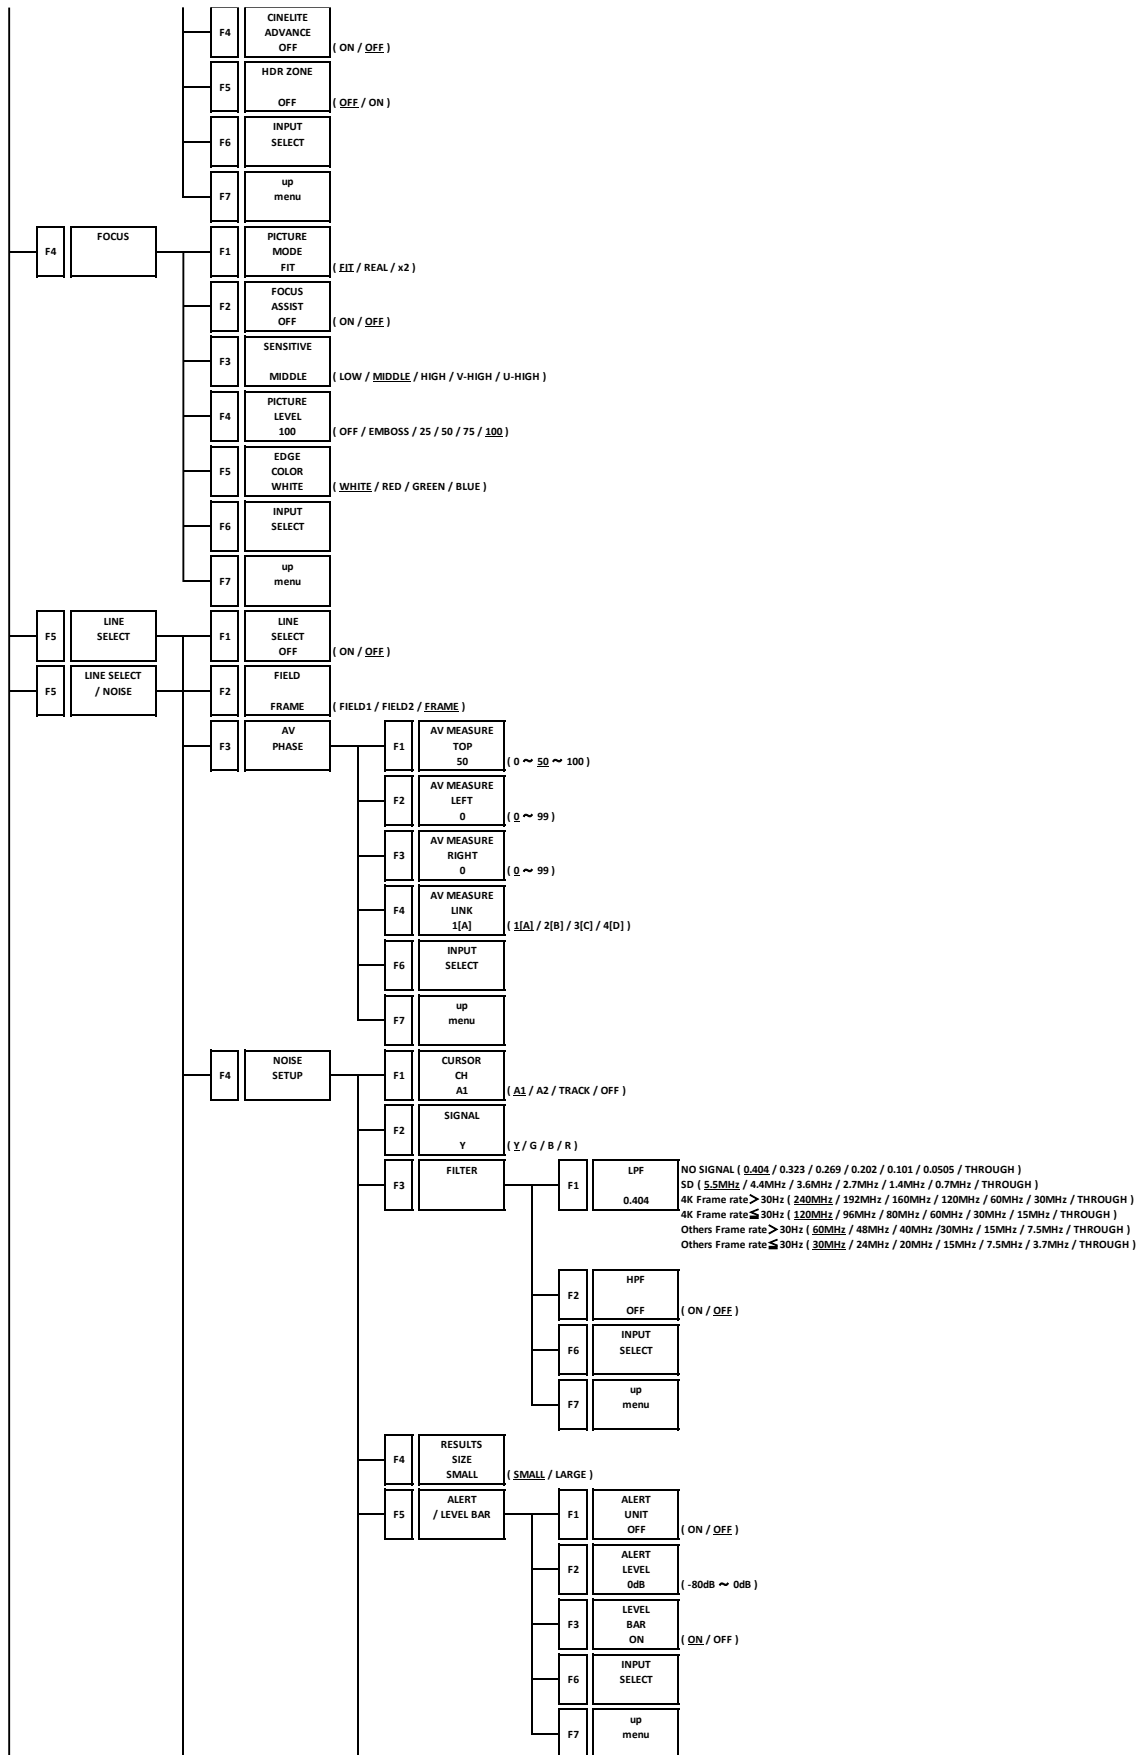 F4
CINELITE
ADVANCE
OFF
( ON / OFF )
F5
HDR ZONE
OFF
( OFF / ON )
F6
INPUT
SELECT
F7
up
menu
F4
FOCUS
F1
PICTURE
MODE
FIT
( FIT / REAL / x2 )
F2
FOCUS
ASSIST
OFF
( ON / OFF )
F3
SENSITIVE
MIDDLE
( LOW / MIDDLE / HIGH / V-HIGH / U-HIGH )
F4
PICTURE
LEVEL
100
( OFF / EMBOSS / 25 / 50 / 75 / 100 )
F5
EDGE
COLOR
WHITE
( WHITE / RED / GREEN / BLUE )
F6
INPUT
SELECT
F7
up
menu
F5
LINE
SELECT
F1
LINE
SELECT
OFF
( ON / OFF )
F5
LINE SELECT
/ NOISE
F2
FIELD
FRAME
( FIELD1 / FIELD2 / FRAME )
F3
AV
PHASE
F1
AV MEASURE
TOP
50
( 0 ～ 50 ～ 100 )
F2
AV MEASURE
LEFT
0
( 0 ～ 99 )
F3
AV MEASURE
RIGHT
0
( 0 ～ 99 )
F4
AV MEASURE
LINK
1[A]
( 1[A] / 2[B] / 3[C] / 4[D] )
F6
INPUT
SELECT
F7
up
menu
F4
NOISE
SETUP
F1
CURSOR
CH
A1
( A1 / A2 / TRACK / OFF )
F2
SIGNAL
Y
( Y / G / B / R )
F3
FILTER
F1
LPF
0.404
NO SIGNAL ( 0.404 / 0.323 / 0.269 / 0.202 / 0.101 / 0.0505 / THROUGH )
SD ( 5.5MHz / 4.4MHz / 3.6MHz / 2.7MHz / 1.4MHz / 0.7MHz / THROUGH )
4K Frame rate＞30Hz ( 240MHz / 192MHz / 160MHz / 120MHz / 60MHz / 30MHz / THROUGH )
4K Frame rate≦30Hz ( 120MHz / 96MHz / 80MHz / 60MHz / 30MHz / 15MHz / THROUGH )
Others Frame rate＞30Hz ( 60MHz / 48MHz / 40MHz /30MHz / 15MHz / 7.5MHz / THROUGH )
Others Frame rate≦30Hz ( 30MHz / 24MHz / 20MHz / 15MHz / 7.5MHz / 3.7MHz / THROUGH )
F2
HPF
OFF
( ON / OFF )
F6
INPUT
SELECT
F7
up
menu
F4
RESULTS
SIZE
SMALL
( SMALL / LARGE )
F5
ALERT
/ LEVEL BAR
F1
ALERT
UNIT
OFF
( ON / OFF )
F2
ALERT
LEVEL
0dB
( -80dB ～ 0dB )
F3
LEVEL
BAR
ON
( ON / OFF )
F6
INPUT
SELECT
F7
up
menu